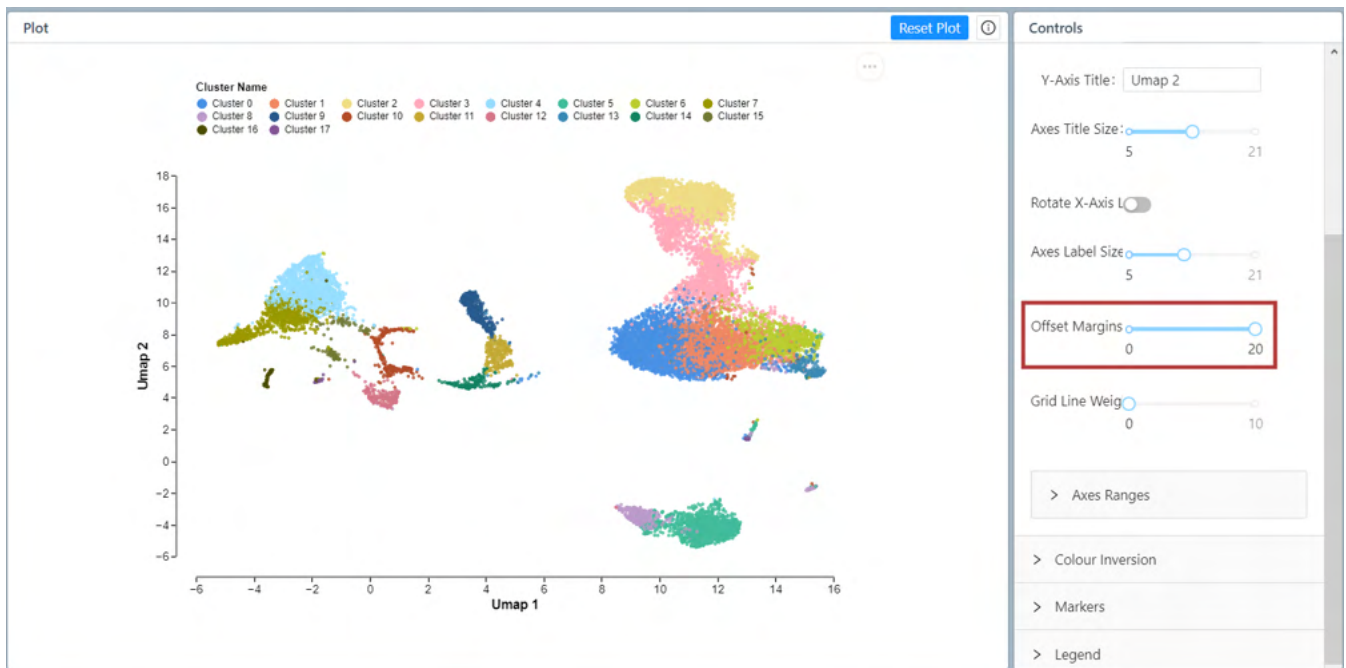 Plot
Reset Plot
Controls
Cluster Name
Cluster 0 Cluster 1 Cluster 2 Cluster 3 Cluster 4 Cluster 5 Cluster 6 Cluster 7
Cluster 8 Cluster 9 Cluster 10 Cluster 11 Cluster 12 Cluster 13 Cluster 14 Cluster 15
Cluster 16 Cluster 17
18
16
14
12
10
8
6
4
2
0
−2
−4
−6
Umap 2
−6 −4 −2 0 2 4 6 8 10 12 14 16
Umap 1
Y-Axis Title: Umap 2
Axes Title Size:
5 21
Rotate X-Axis L
Axes Label Size
5 21
Offset Margins
0 20
Grid Line Weig
0 10
> Axes Ranges
> Colour Inversion
> Markers
> Legend